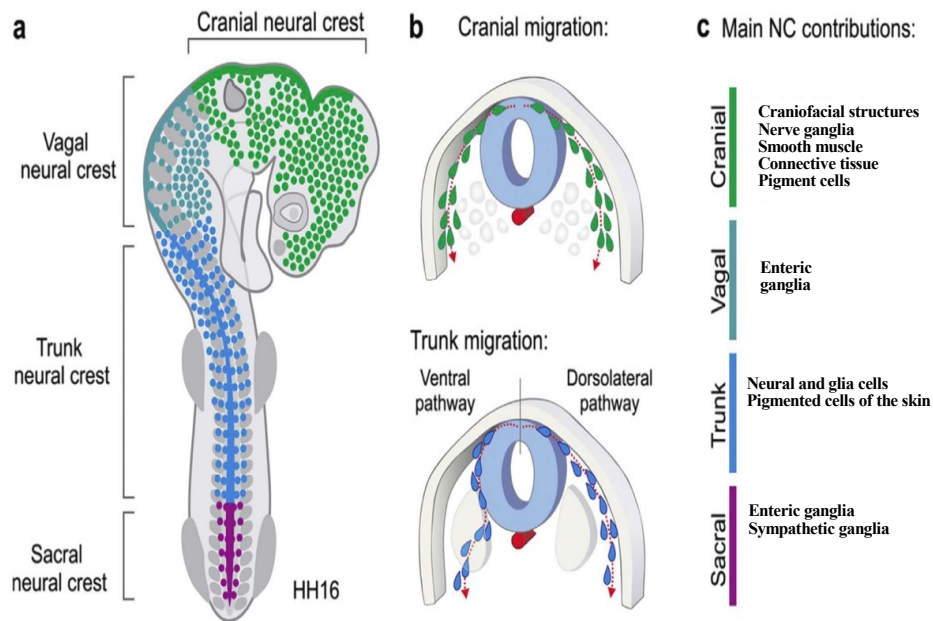 a
Cranial neural crest
Vagal
neural crest
Trunk
neural crest
Sacral
neural crest
HH16
b
Cranial migration:
Trunk migration:
Ventral
pathway
Dorsolateral
pathway
c Main NC contributions:
Cranial
Craniofacial structures
Nerve ganglia
Smooth muscle
Connective tissue
Pigment cells
Vagal
Enteric
ganglia
Trunk
Neural and glia cells
Pigmented cells of the skin
Sacral
Enteric ganglia
Sympathetic ganglia